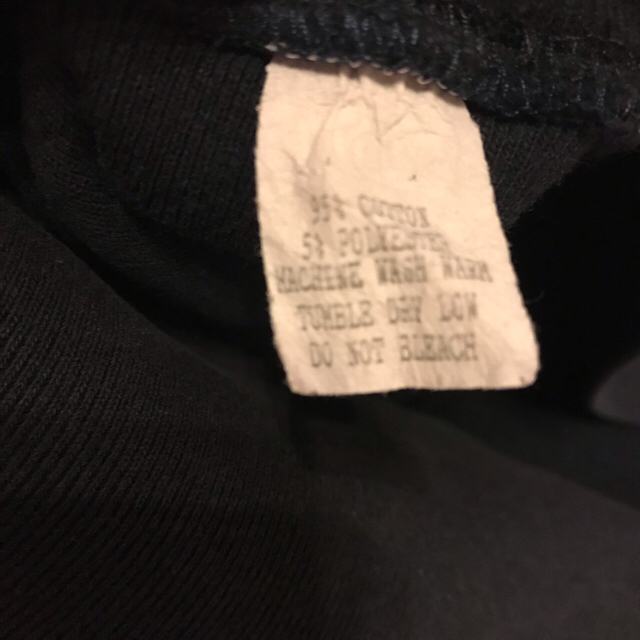 95% COTTON
5% POLYESTER
MACHINE WASH WARM
TUMBLE DRY LOW
DO NOT BLEACH